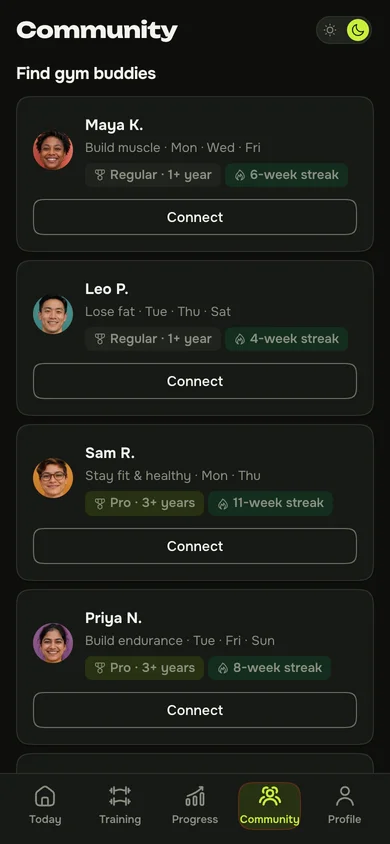 Community
Find gym buddies
Maya K.
Build muscle · Mon · Wed · Fri
Regular · 1+ year 6-week streak
Connect
Leo P.
Lose fat · Tue · Thu · Sat
Regular · 1+ year 4-week streak
Connect
Sam R.
Stay fit & healthy · Mon · Thu
Pro · 3+ years 11-week streak
Connect
Priya N.
Build endurance · Tue · Fri · Sun
Pro · 3+ years 8-week streak
Connect
Today Training Progress Community Profile